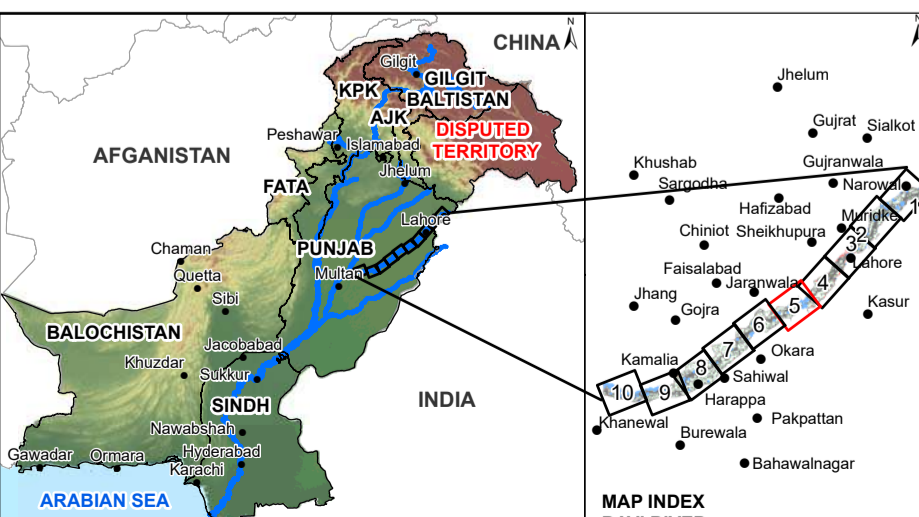 N
CHINA
Gilgit
GILGIT
BALTISTAN
KPK
AJK
DISPUTED
TERRITORY
Peshawar
Islamabad
AFGANISTAN
Jhelum
FATA
Lahore
PUNJAB
Chaman
Multan
Quetta
Sibi
BALOCHISTAN
Jacobabad
Khuzdar
Sukkur
INDIA
SINDH
Nawabshah
Gawadar
Ormara
Hyderabad
Karachi
ARABIAN SEA
N
Jhelum
Gujrat
Sialkot
Khushab
Gujranwala
Sargodha
Narowal
Hafizabad
1
Muridke
Chiniot
Sheikhupura
2
3
Faisalabad
Lahore
Jaranwala
4
Jhang
5
Kasur
Gojra
6
7
Okara
Kamalia
8
Sahiwal
10
9
Harappa
Khanewal
Pakpattan
Burewala
Bahawalnagar
MAP INDEX